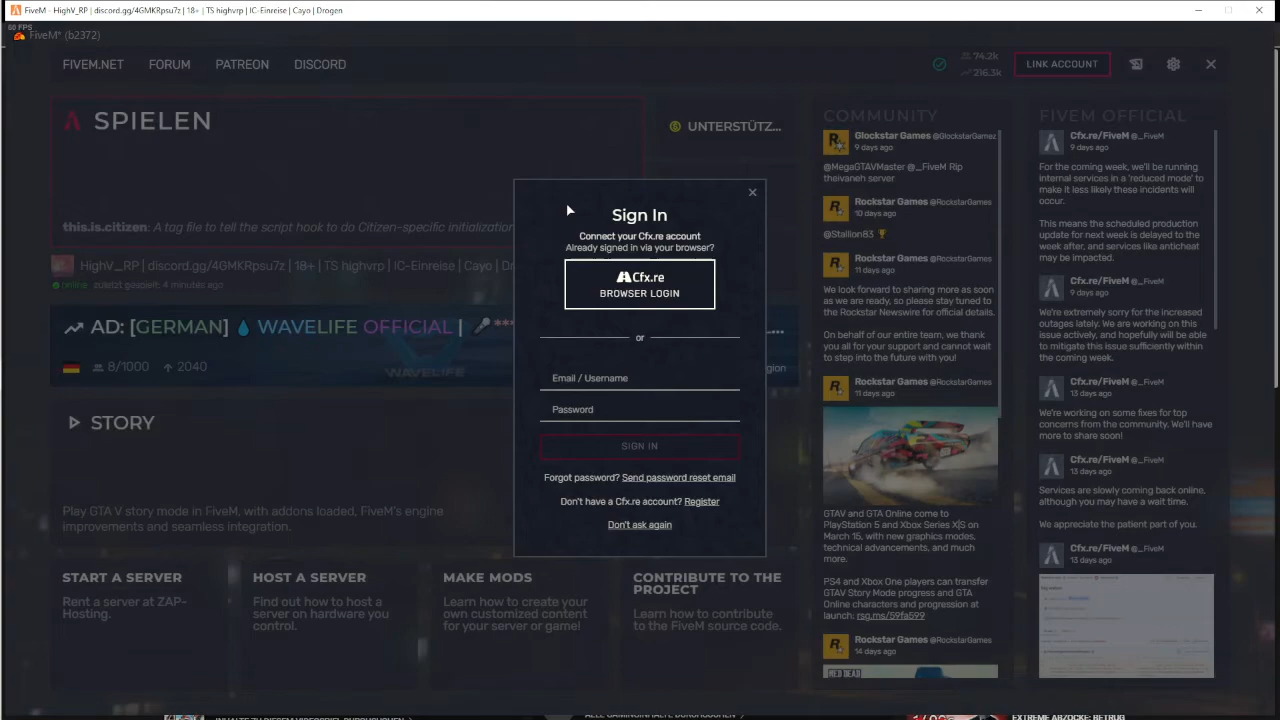 FiveM - HighV_RP | discord.gg/4GMKRpsu7z | 18+ | TS highvrp | IC-Einreise | Cayo | Drogen
60 FPS
FiveM* (b2372)
FIVEM.NET
FORUM
PATREON
DISCORD
74.2k
216.3k
LINK ACCOUNT
SPIELEN
this.is.citizen: A tag file to tell the script hook to do Citizen-specific initialization
HighV_RP | discord.gg/4GMKRpsu7z | 18+ | TS highvrp | IC-Einreise | Cayo | D
online zuletzt gespielt: 4 minutes ago
UNTERSTÜTZ...
AD: [GERMAN] WAVELIFE OFFICIAL | ***
8/1000 2040
WAVELIFE
STORY
Play GTA V story mode in FiveM, with addons loaded, FiveM's engine
improvements and seamless integration.
START A SERVER
Rent a server at ZAP-
Hosting.
HOST A SERVER
Find out how to host a
server on hardware you
control.
MAKE MODS
Learn how to create your
own customized content
for your server or game!
CONTRIBUTE TO THE
PROJECT
Learn how to contribute
to the FiveM source code.
Sign In
Connect your Cfx.re account
Already signed in via your browser?
Cfx.re
BROWSER LOGIN
or
Email / Username
Password
SIGN IN
Forgot password? Send password reset email
Don't have a Cfx.re account? Register
Don't ask again
COMMUNITY
Glockstar Games @GlockstarGamez
9 days ago
@MegaGTAVMaster @_FiveM Rip
theivaneh server
Rockstar Games @RockstarGames
10 days ago
@Stallon83 🏆
Rockstar Games @RockstarGames
11 days ago
We look forward to sharing more as soon
as we are ready, so please stay tuned to
the Rockstar Newswire for official details.
On behalf of our entire team, we thank
you all for your support and cannot wait
to step into the future with you!
Rockstar Games @RockstarGames
11 days ago
GTAV and GTA Online come to
PlayStation 5 and Xbox Series X|S on
March 15, with new graphics modes,
technical advancements, and much
more.
PS4 and Xbox One players can transfer
GTAV Story Mode progress and GTA
Online characters and progression at
launch: rsg.ms/59fa599
Rockstar Games @RockstarGames
14 days ago
RED DEAD
FIVEM OFFICIAL
Cfx.re/FiveM @_FiveM
9 days ago
For the coming week, we'll be running
internal services in a 'reduced mode' to
make it less likely these incidents will
occur.
This means the scheduled production
update for next week is delayed to the
week after, and services like anticheat
may be impacted.
Cfx.re/FiveM @_FiveM
9 days ago
We're extremely sorry for the increased
outages lately. We are working on this
issue actively, and hopefully will be able
to mitigate this issue sufficiently within
the coming week.
Cfx.re/FiveM @_FiveM
13 days ago
We're working on some fixes for top
concerns from the community. We'll have
more to share soon!
Cfx.re/FiveM @_FiveM
13 days ago
Services are slowly coming back online,
although you may have a wait time.
We appreciate the patient part of you.
Cfx.re/FiveM @_FiveM
13 days ago